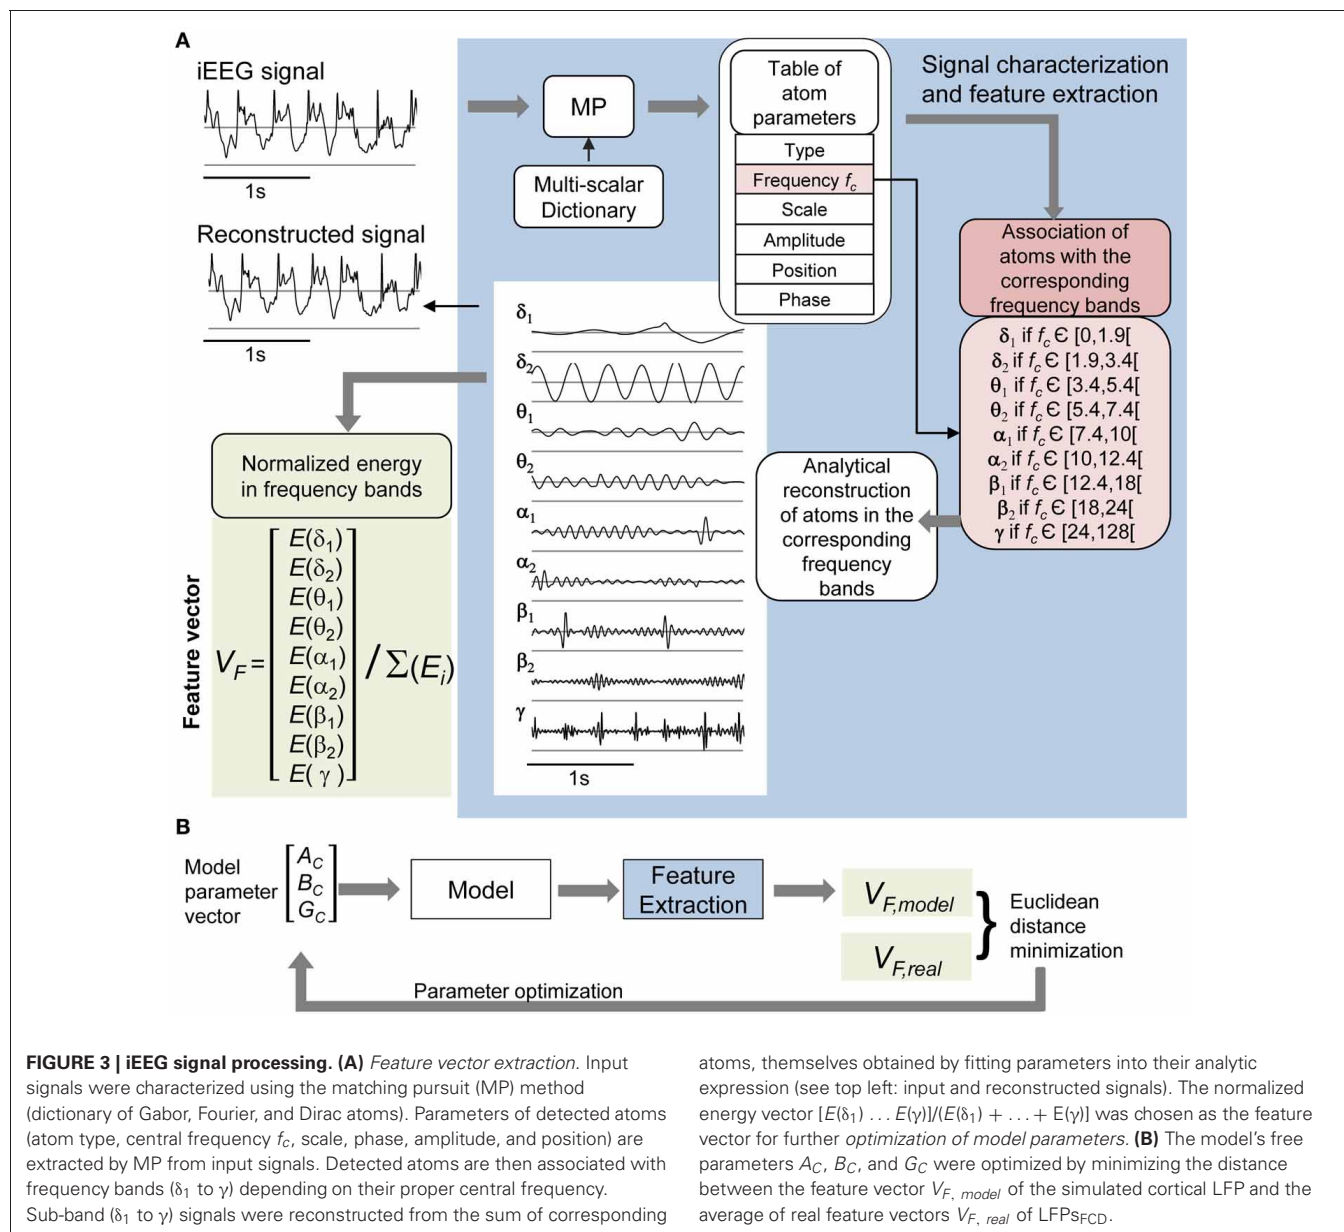 A
iEEG signal
1s
Reconstructed signal
1s
MP
Multi-scalar
Dictionary
Table of
atom
parameters
Type
Frequency f_c
Scale
Amplitude
Position
Phase
Signal characterization
and feature extraction
Association of
atoms with the
corresponding
frequency bands
δ₁ if f_c Є [0,1.9[
δ₂ if f_c Є [1.9,3.4[
θ₁ if f_c Є [3.4,5.4[
θ₂ if f_c Є [5.4,7.4[
α₁ if f_c Є [7.4,10[
α₂ if f_c Є [10,12.4[
β₁ if f_c Є [12.4,18[
β₂ if f_c Є [18,24[
γ if f_c Є [24,128[
Analytical
reconstruction
of atoms in the
corresponding
frequency
bands
δ₁
δ₂
θ₁
θ₂
α₁
α₂
β₁
β₂
γ
1s
Normalized energy
in frequency bands
Feature vector
V_F =
E(δ₁)
E(δ₂)
E(θ₁)
E(θ₂)
E(α₁)
E(α₂)
E(β₁)
E(β₂)
E( γ )
/ Σ(E_i)
B
Model
parameter
vector
A_C
B_C
G_C
Model
Feature
Extraction
V_F,model
V_F,real
}
Euclidean
distance
minimization
Parameter optimization
FIGURE 3 | iEEG signal processing. (A) Feature vector extraction. Input
signals were characterized using the matching pursuit (MP) method
(dictionary of Gabor, Fourier, and Dirac atoms). Parameters of detected atoms
(atom type, central frequency f_c, scale, phase, amplitude, and position) are
extracted by MP from input signals. Detected atoms are then associated with
frequency bands (δ₁ to γ) depending on their proper central frequency.
Sub-band (δ₁ to γ) signals were reconstructed from the sum of corresponding
atoms, themselves obtained by fitting parameters into their analytic
expression (see top left: input and reconstructed signals). The normalized
energy vector [E(δ₁) . . . E(γ)]/(E(δ₁) + . . . + E(γ)] was chosen as the feature
vector for further optimization of model parameters. (B) The model's free
parameters A_C, B_C, and G_C were optimized by minimizing the distance
between the feature vector V_F, model of the simulated cortical LFP and the
average of real feature vectors V_F, real of LFPs_FCD.